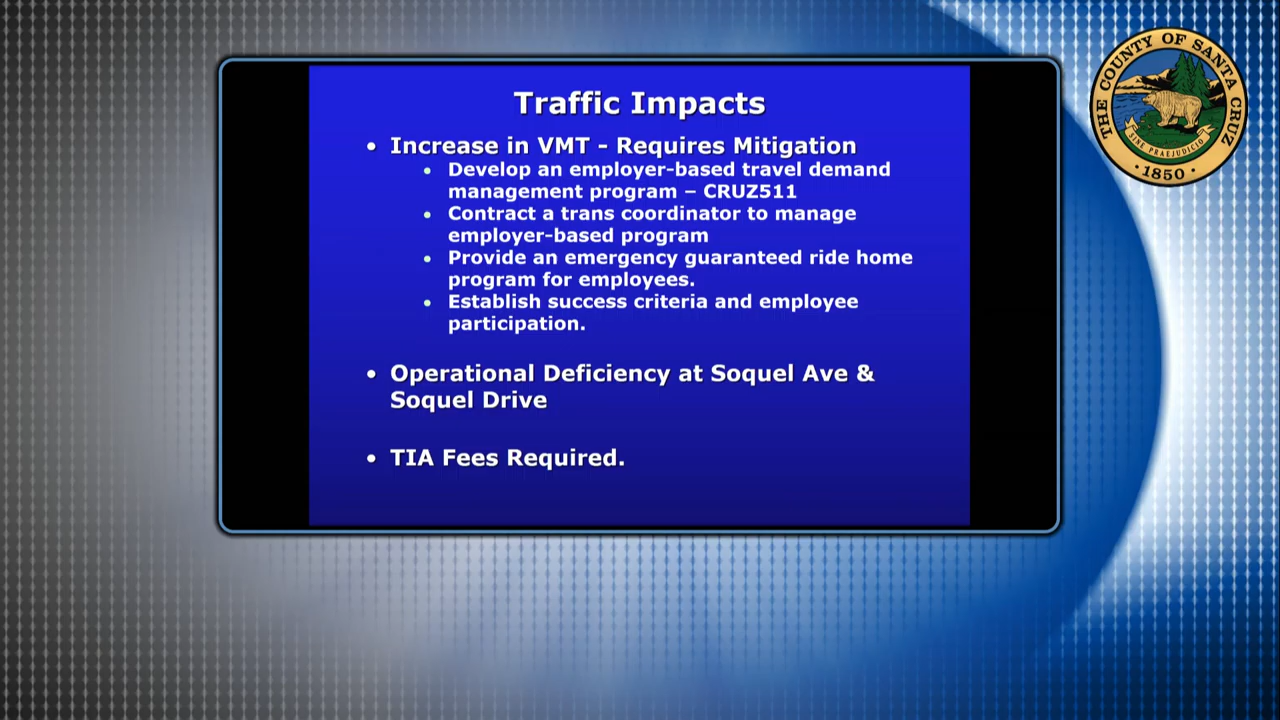 Traffic Impacts
• Increase in VMT - Requires Mitigation
• Develop an employer-based travel demand
management program – CRUZ511
• Contract a trans coordinator to manage
employer-based program
• Provide an emergency guaranteed ride home
program for employees.
• Establish success criteria and employee
participation.
• Operational Deficiency at Soquel Ave &
Soquel Drive
• TIA Fees Required.
THE COUNTY OF SANTA CRUZ
SINE PRAEJUDICIO
• 1850 •